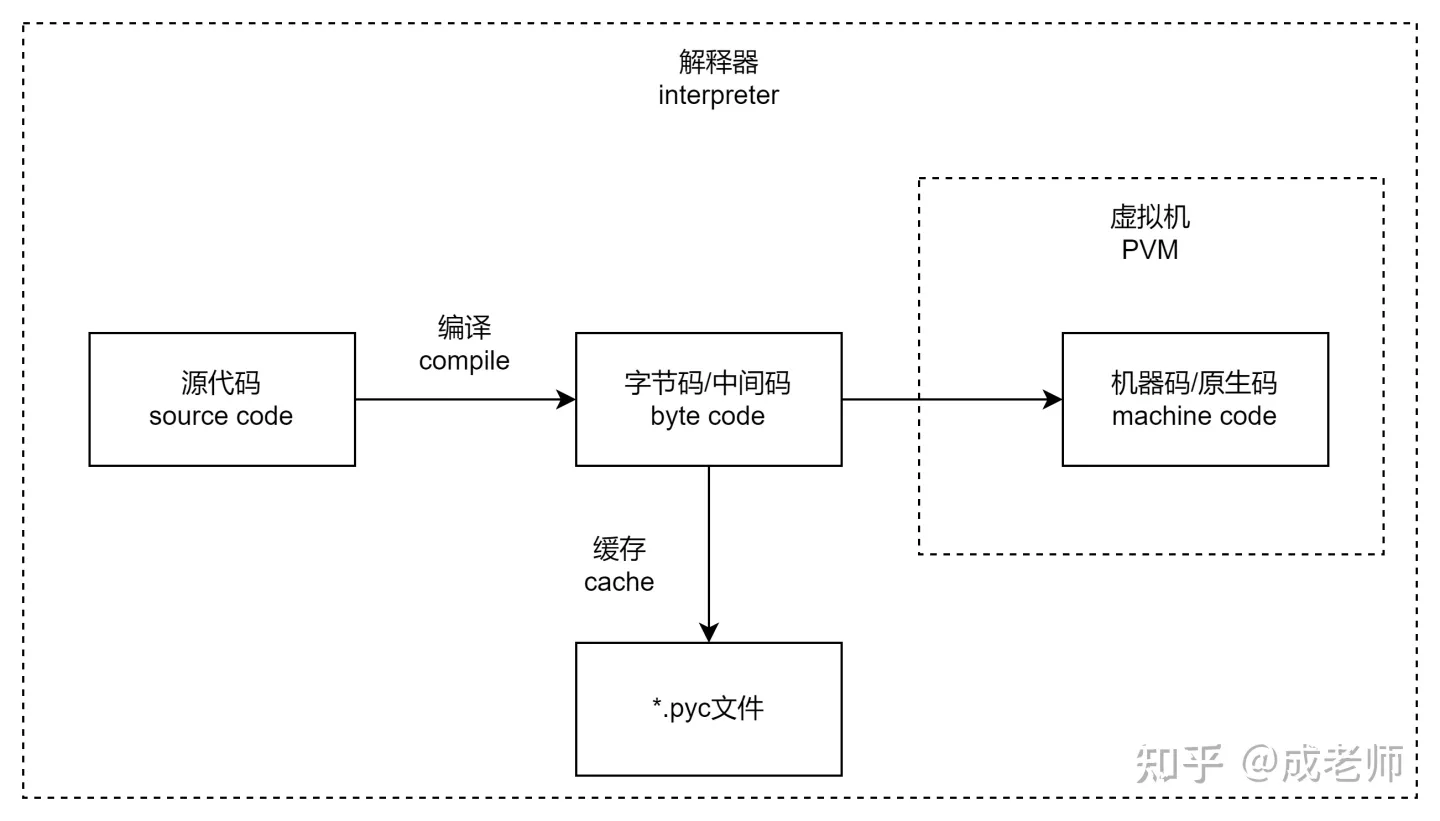 解释器
interpreter
虚拟机
PVM
编译
compile
源代码
source code
字节码/中间码
byte code
机器码/原生码
machine code
缓存
cache
*.pyc文件
知乎 @成老师